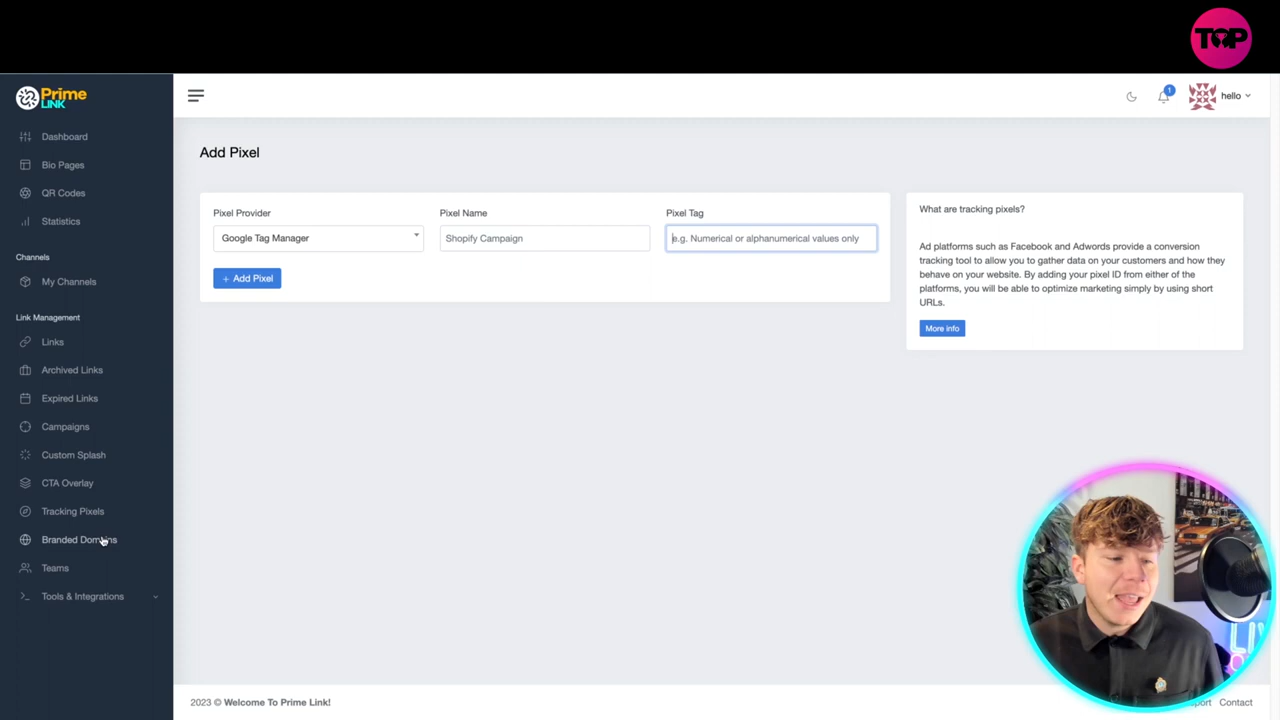 TOP
Prime
LINK
Dashboard
Bio Pages
QR Codes
Statistics
Channels
My Channels
Link Management
Links
Archived Links
Expired Links
Campaigns
Custom Splash
CTA Overlay
Tracking Pixels
Branded Domains
Teams
Tools & Integrations
1
hello
Add Pixel
Pixel Provider
Google Tag Manager
Pixel Name
Shopify Campaign
Pixel Tag
e.g. Numerical or alphanumerical values only
+ Add Pixel
What are tracking pixels?
Ad platforms such as Facebook and Adwords provide a conversion
tracking tool to allow you to gather data on your customers and how they
behave on your website. By adding your pixel ID from either of the
platforms, you will be able to optimize marketing simply by using short
URLs.
More info
2023 © Welcome To Prime Link!
Contact